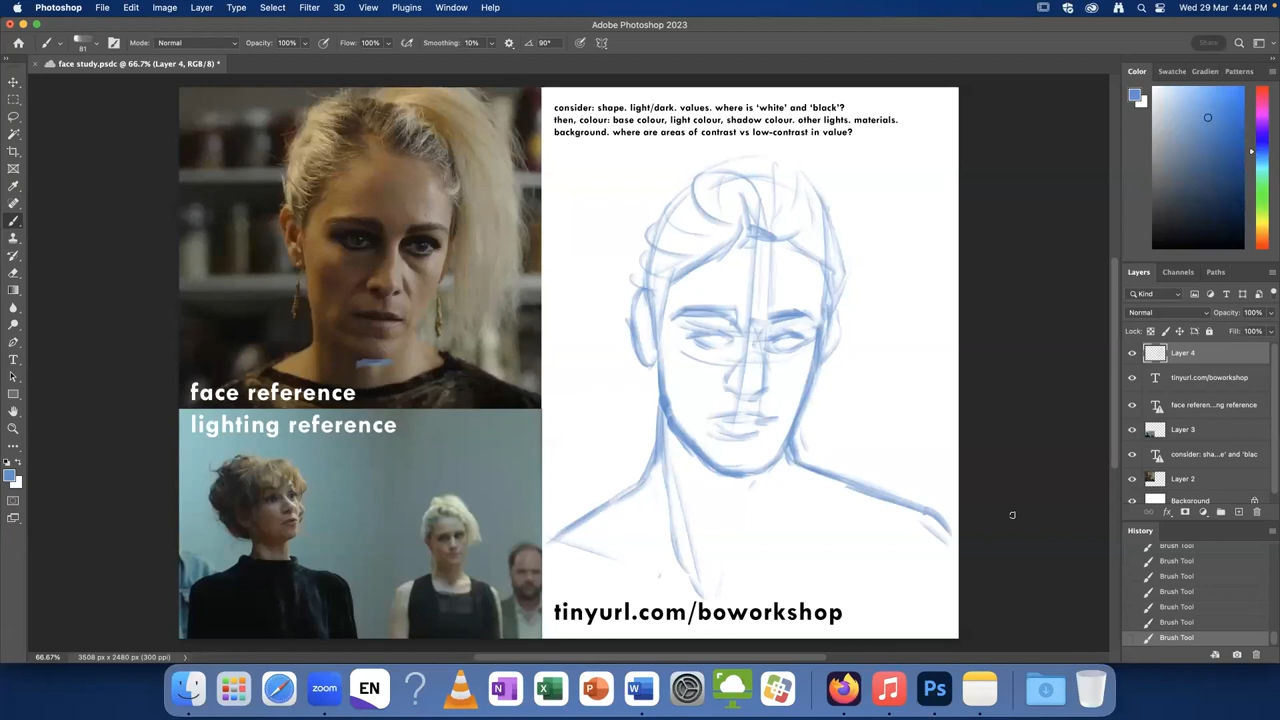 Photoshop File Edit Image Layer Type Select Filter 3D View Plugins Window Help
Wed 29 Mar 4:44 PM
Adobe Photoshop 2023
81 Mode: Normal Opacity: 100% Flow: 100% Smoothing: 10% 90° Share
face study.psdc @ 66.7% (Layer 4, RGB/8) *
consider: shape. light/dark. values. where is 'white' and 'black'?
then, colour: base colour, light colour, shadow colour. other lights. materials.
background. where are areas of contrast vs low-contrast in value?
face reference
lighting reference
tinyurl.com/boworkshop
66.67% 3508 px x 2480 px (300 ppi)
Color Swatche Gradien Patterns
Layers Channels Paths
Kind
Normal Opacity: 100%
Lock: Fill: 100%
Layer 4
tinyurl.com/boworkshop
face referen...ng reference
Layer 3
consider: sha...e' and 'blac
Layer 2
Background
fx
History
Brush Tool
Brush Tool
Brush Tool
Brush Tool
Brush Tool
Brush Tool
Brush Tool
zoom EN N X P W Ps